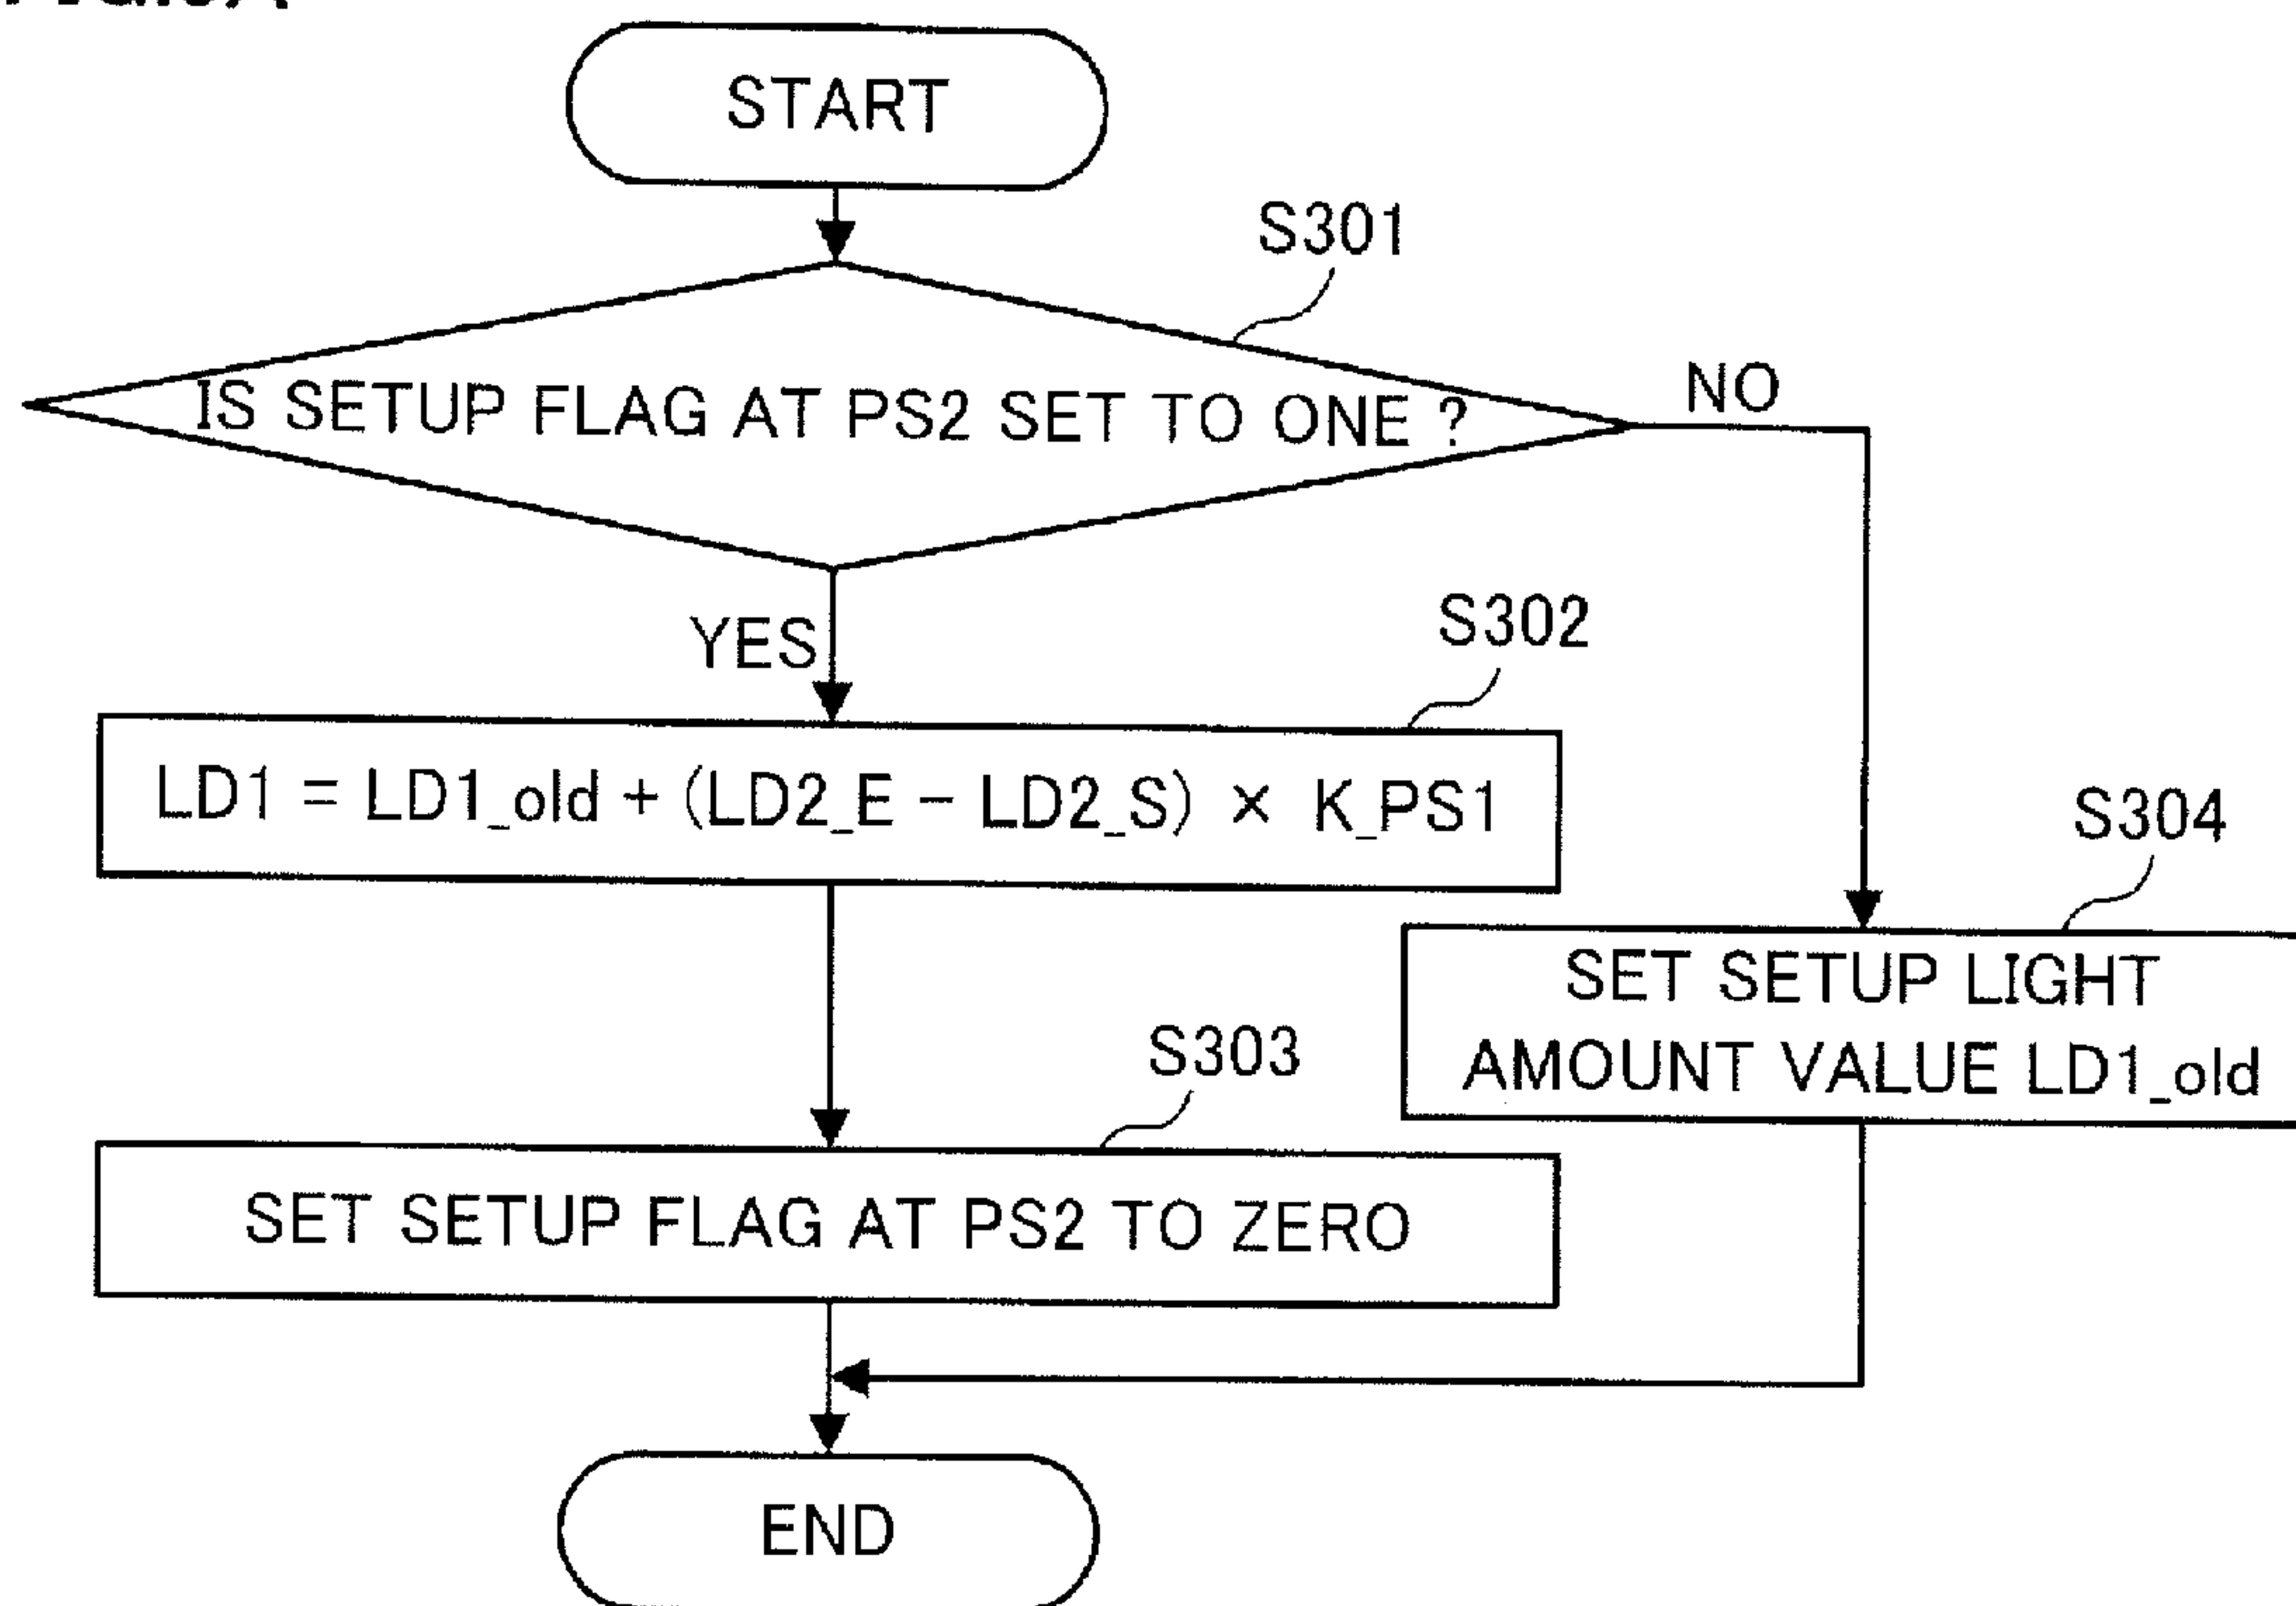 START
S301
IS SETUP FLAG AT PS2 SET TO ONE ?
NO
YES
S302
LD1 = LD1_old + (LD2_E - LD2_S) × K_PS1
S304
SET SETUP LIGHT
AMOUNT VALUE LD1_old
S303
SET SETUP FLAG AT PS2 TO ZERO
END